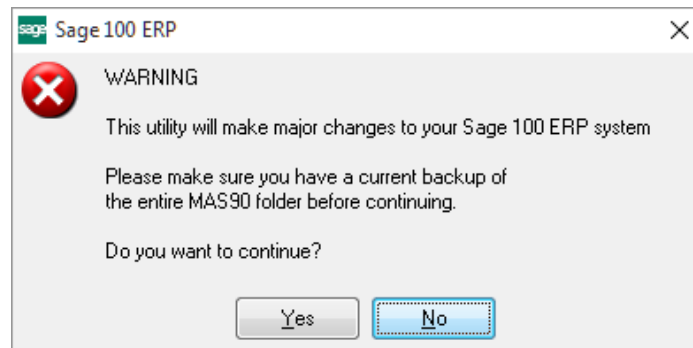 sage Sage 100 ERP
WARNING
This utility will make major changes to your Sage 100 ERP system
Please make sure you have a current backup of
the entire MAS90 folder before continuing.
Do you want to continue?
Yes No